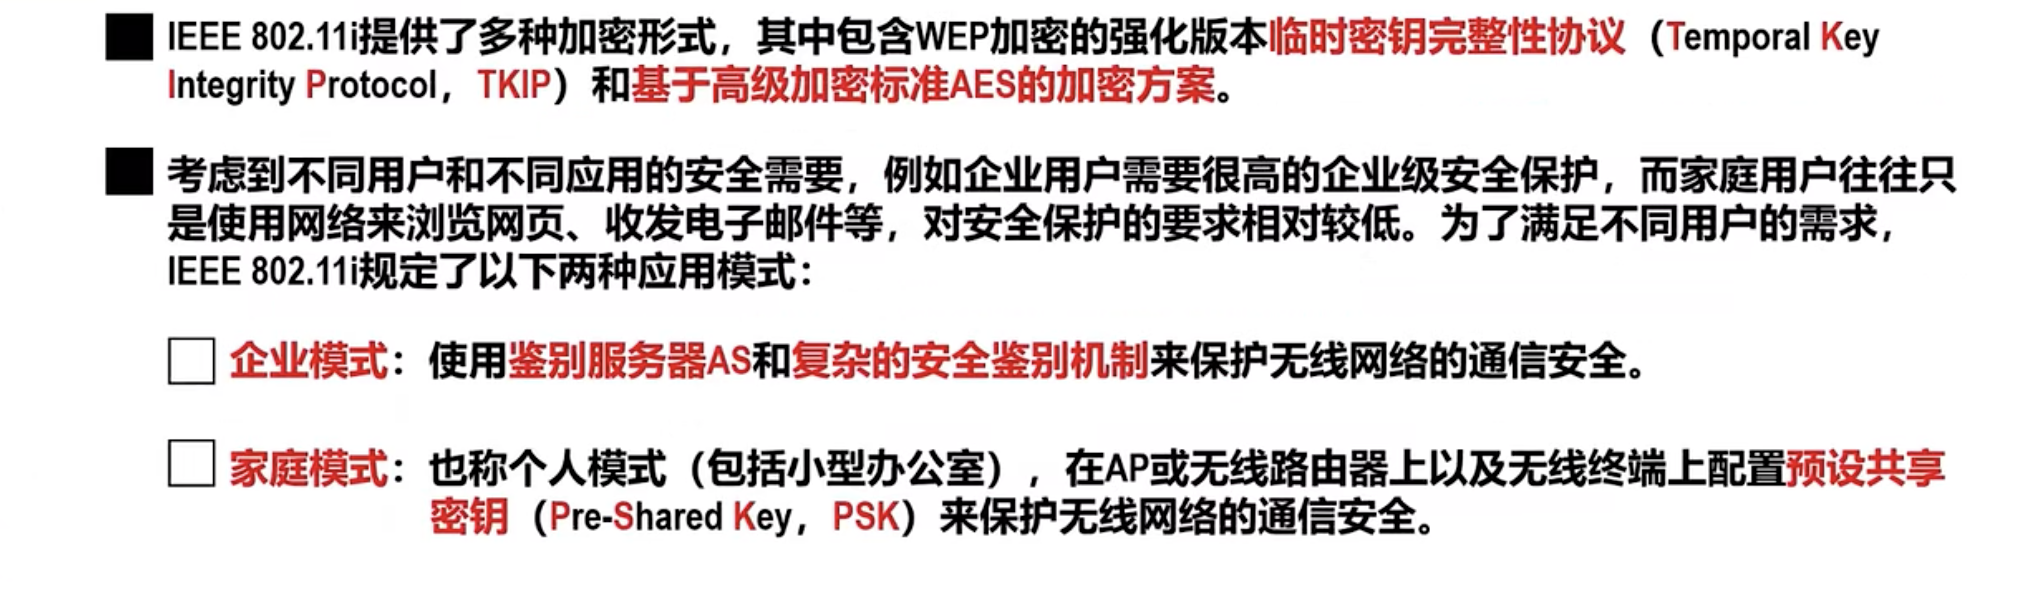 IEEE 802.11i提供了多种加密形式，其中包含WEP加密的强化版本临时密钥完整性协议（Temporal Key
Integrity Protocol，TKIP）和基于高级加密标准AES的加密方案。
考虑到不同用户和不同应用的安全需要，例如企业用户需要很高的企业级安全保护，而家庭用户往往只
是使用网络来浏览网页、收发电子邮件等，对安全保护的要求相对较低。为了满足不同用户的需求，
IEEE 802.11i规定了以下两种应用模式：
企业模式：使用鉴别服务器AS和复杂的安全鉴别机制来保护无线网络的通信安全。
家庭模式：也称个人模式（包括小型办公室），在AP或无线路由器上以及无线终端上配置预设共享
密钥（Pre-Shared Key，PSK）来保护无线网络的通信安全。